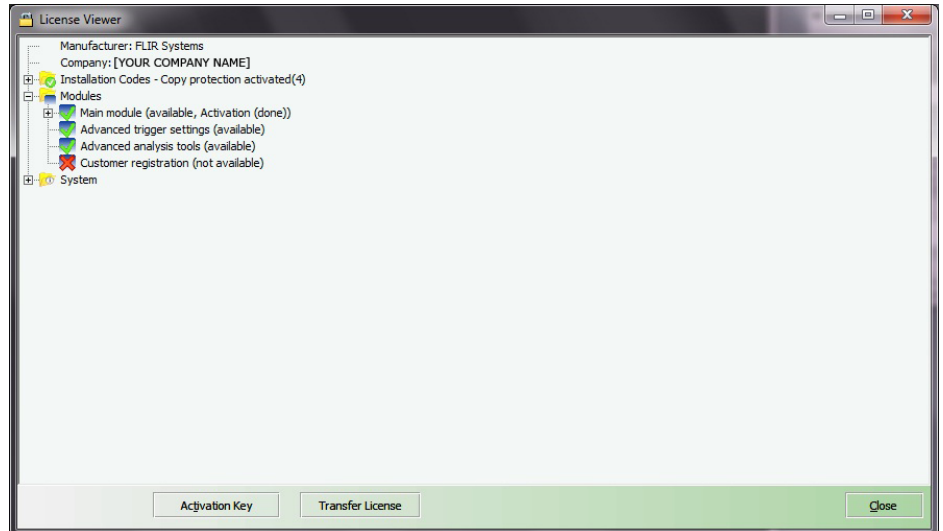 License Viewer
Manufacturer: FLIR Systems
Company: [YOUR COMPANY NAME]
Installation Codes - Copy protection activated(4)
Modules
Main module (available, Activation (done))
Advanced trigger settings (available)
Advanced analysis tools (available)
Customer registration (not available)
System
Activation Key Transfer License Close